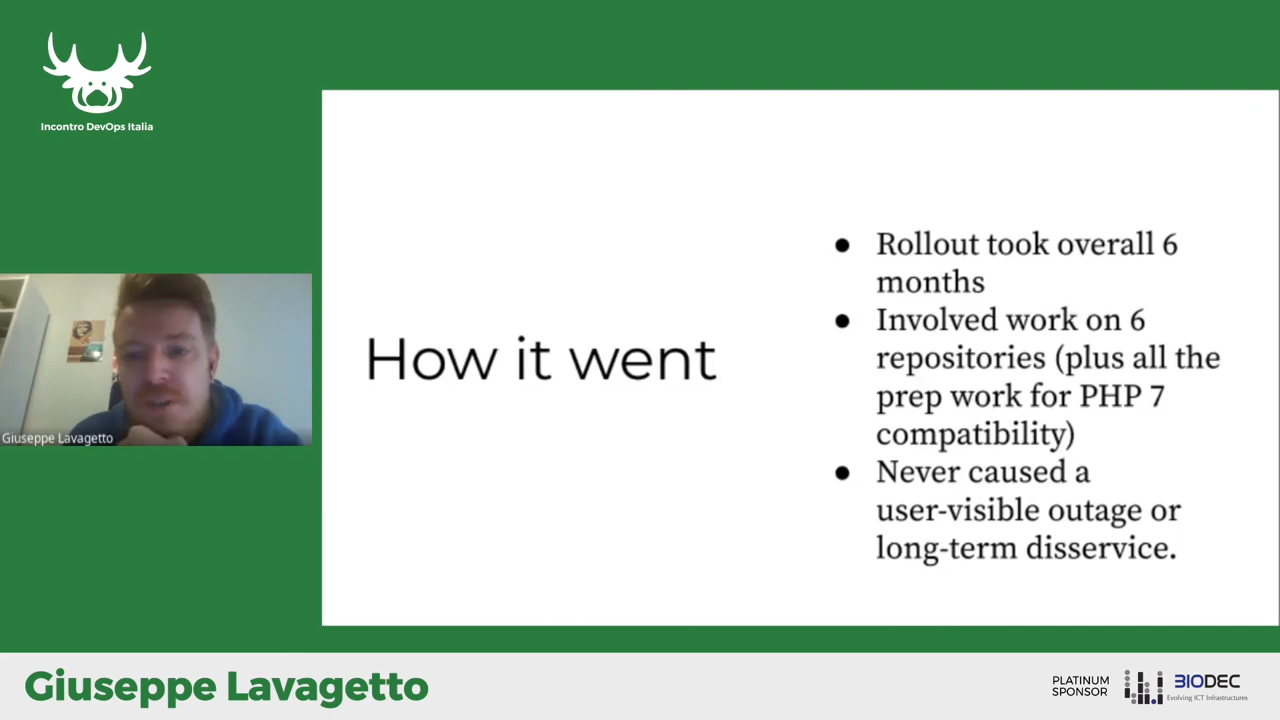 Incontro DevOps Italia
Giuseppe Lavagetto
How it went
● Rollout took overall 6
months
● Involved work on 6
repositories (plus all the
prep work for PHP 7
compatibility)
● Never caused a
user-visible outage or
long-term disservice.
Giuseppe Lavagetto
PLATINUM
SPONSOR
BIODEC
Evolving ICT Infrastructures